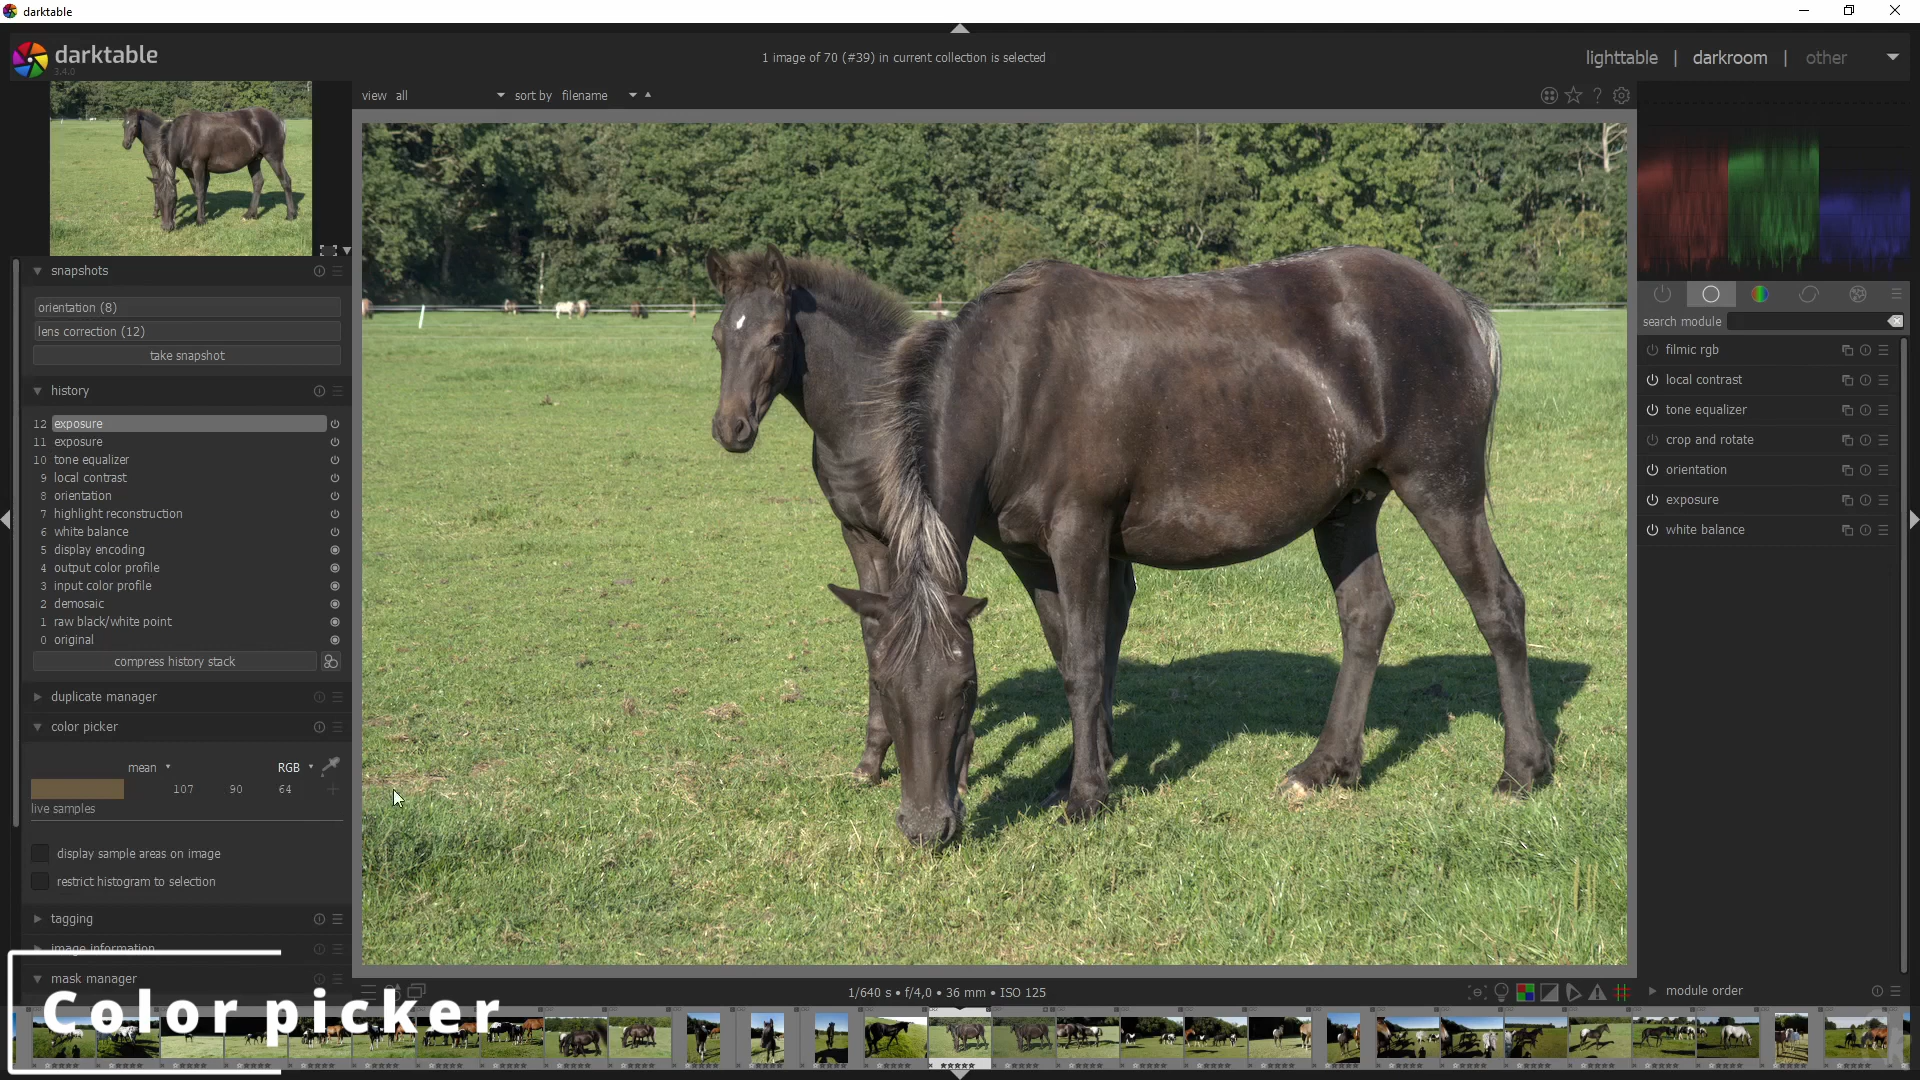 darktable
darktable
3.4.0
1 image of 70 (#39) in current collection is selected
lighttable | darkroom | other
view all sort by filename
snapshots
orientation (8)
lens correction (12)
take snapshot
history
12 exposure
11 exposure
10 tone equalizer
9 local contrast
8 orientation
7 highlight reconstruction
6 white balance
5 display encoding
4 output color profile
3 input color profile
2 demosaic
1 raw black/white point
0 original
compress history stack
duplicate manager
color picker
mean RGB
107 90 64
live samples
display sample areas on image
restrict histogram to selection
tagging
image information
mask manager
Color picker
1/640 s • f/4,0 • 36 mm • ISO 125
search module
filmic rgb
local contrast
tone equalizer
crop and rotate
orientation
exposure
white balance
module order